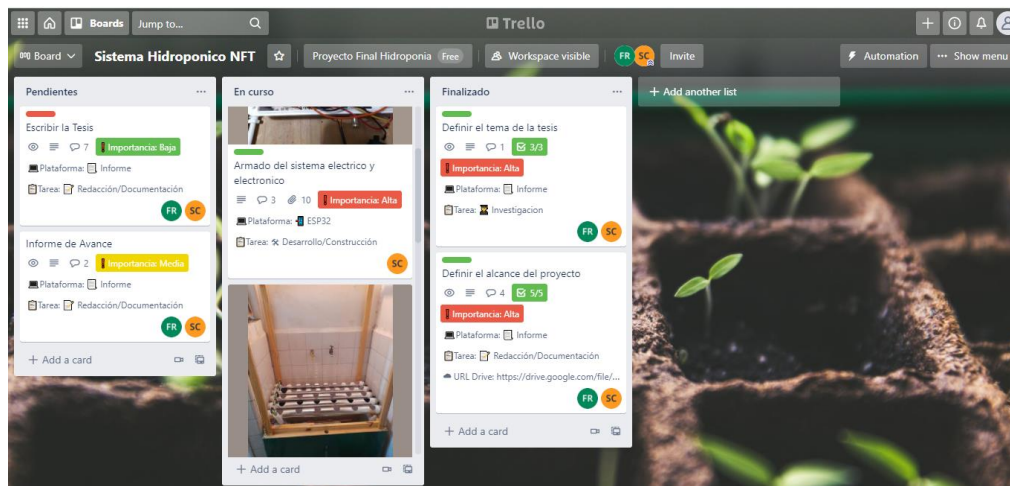 Boards
Jump to...
Trello
Board
Sistema Hidroponico NFT
Proyecto Final Hidroponia
Free
Workspace visible
FR
SC
Invite
Automation
··· Show menu
Pendientes
···
Escribir la Tesis
7
Importancia: Baja
Plataforma: Informe
Tarea: Redacción/Documentación
FR SC
Informe de Avance
2
Importancia: Media
Plataforma: Informe
Tarea: Redacción/Documentación
FR SC
+ Add a card
En curso
···
Armado del sistema electrico y
electronico
3 10 Importancia: Alta
Plataforma: ESP32
Tarea: Desarrollo/Construcción
SC
+ Add a card
Finalizado
···
Definir el tema de la tesis
1 3/3
Importancia: Alta
Plataforma: Informe
Tarea: Investigacion
FR SC
Definir el alcance del proyecto
4 5/5
Importancia: Alta
Plataforma: Informe
Tarea: Redacción/Documentación
URL Drive: https://drive.google.com/file/...
FR SC
+ Add a card
+ Add another list